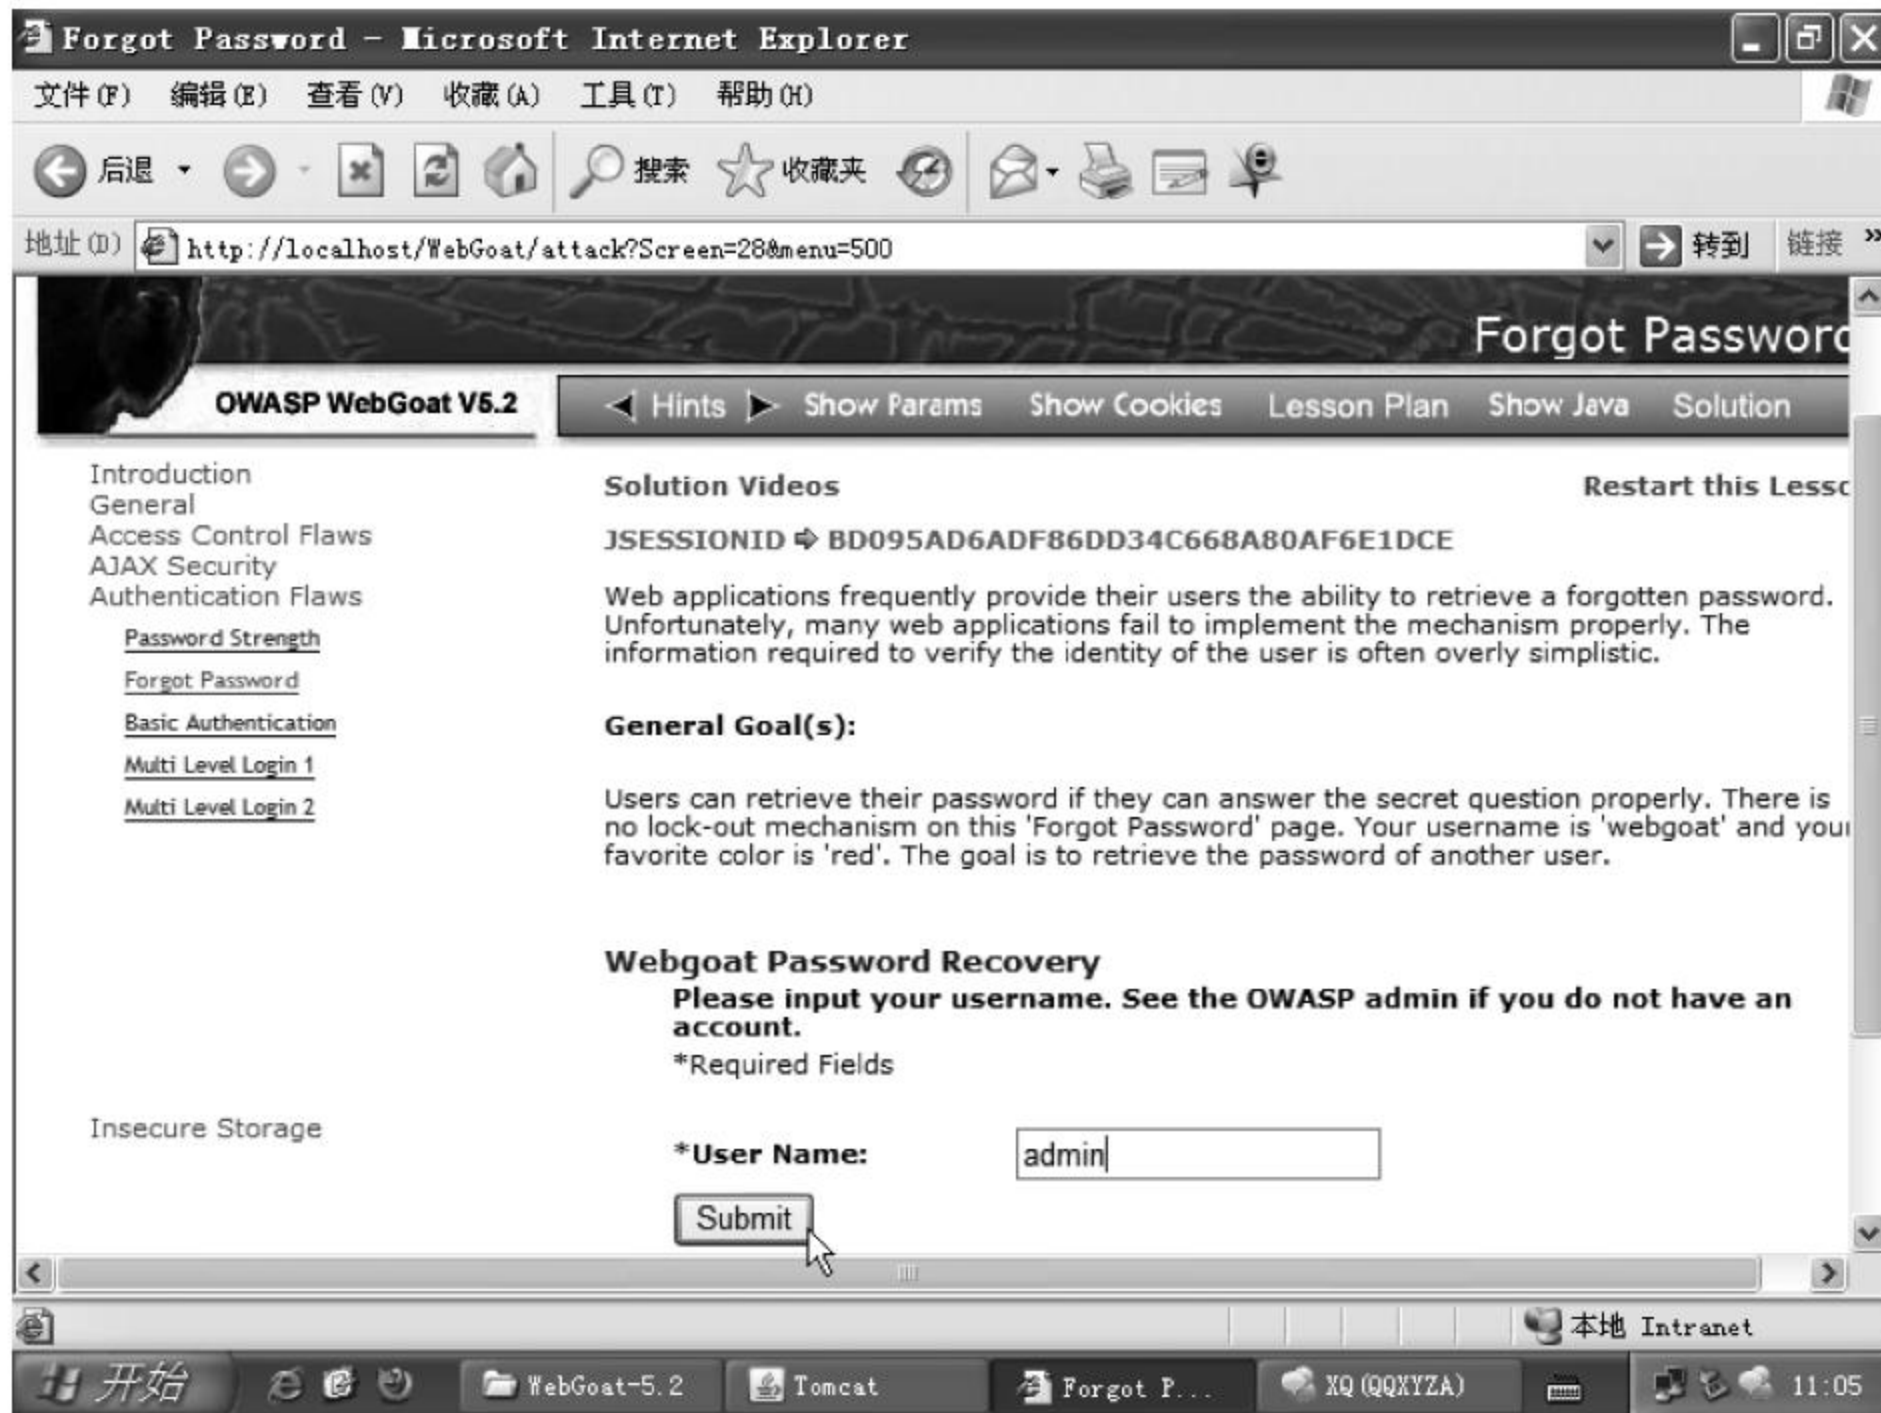 Forgot Password - Microsoft Internet Explorer
文件(F) 编辑(E) 查看(V) 收藏(A) 工具(T) 帮助(H)
后退 搜索 收藏夹
地址(D) http://localhost/WebGoat/attack?Screen=28&menu=500 转到 链接 »
Forgot Password
OWASP WebGoat V5.2
Hints Show Params Show Cookies Lesson Plan Show Java Solution
Introduction
General
Access Control Flaws
AJAX Security
Authentication Flaws
Password Strength
Forgot Password
Basic Authentication
Multi Level Login 1
Multi Level Login 2
Insecure Storage
Solution Videos Restart this Lesso
JSESSIONID ⇨ BD095AD6ADF86DD34C668A80AF6E1DCE
Web applications frequently provide their users the ability to retrieve a forgotten password.
Unfortunately, many web applications fail to implement the mechanism properly. The
information required to verify the identity of the user is often overly simplistic.
General Goal(s):
Users can retrieve their password if they can answer the secret question properly. There is
no lock-out mechanism on this 'Forgot Password' page. Your username is 'webgoat' and your
favorite color is 'red'. The goal is to retrieve the password of another user.
Webgoat Password Recovery
Please input your username. See the OWASP admin if you do not have an
account.
*Required Fields
*User Name: admin
Submit
本地 Intranet
开始 WebGoat-5.2 Tomcat Forgot P... XQ(QQXYZA) 11:05